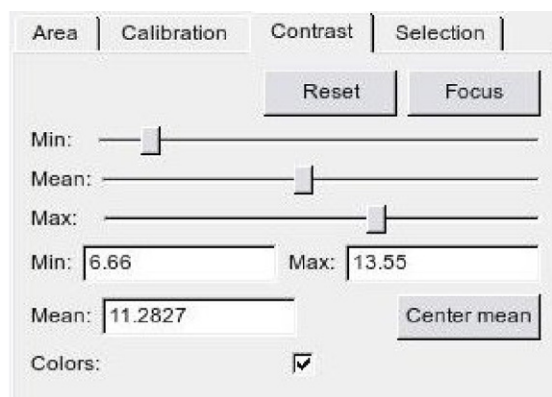 Area Calibration Contrast Selection
Reset Focus
Min:
Mean:
Max:
Min: 6.66 Max: 13.55
Mean: 11.2827 Center mean
Colors: